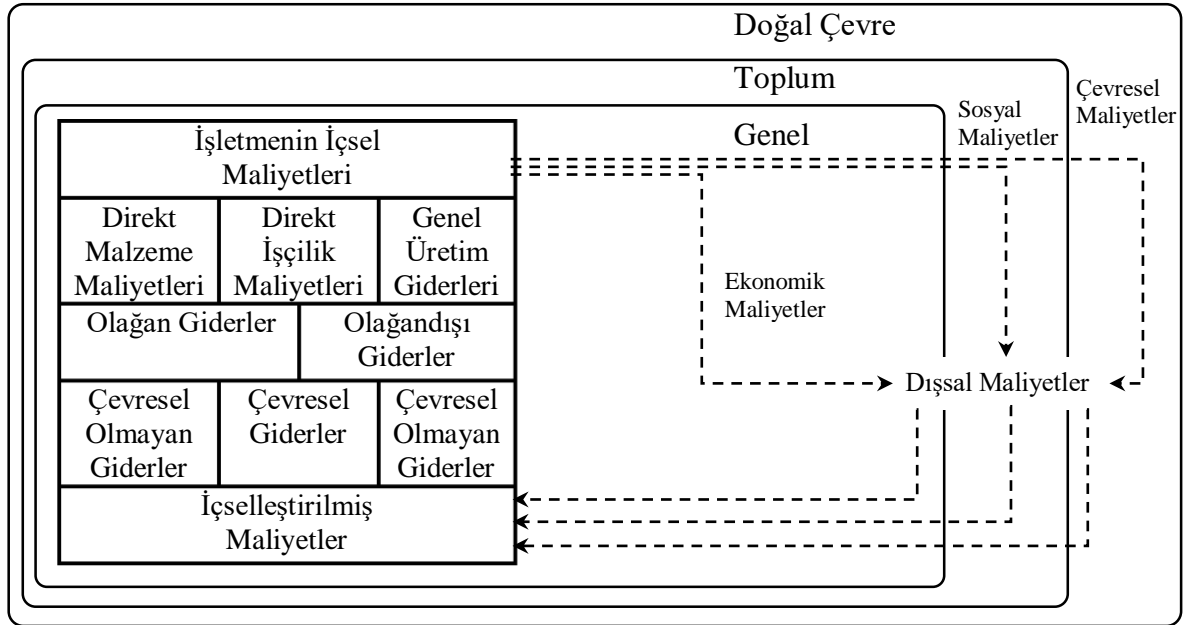 Doğal Çevre
Toplum
Çevresel
Maliyetler
Sosyal
Maliyetler
Genel
İşletmenin İçsel
Maliyetleri
Direkt
Malzeme
Maliyetleri
Direkt
İşçilik
Maliyetleri
Genel
Üretim
Giderleri
Ekonomik
Maliyetler
Olağan Giderler
Olağandışı
Giderler
Dışsal Maliyetler
Çevresel
Olmayan
Giderler
Çevresel
Giderler
Çevresel
Olmayan
Giderler
İçselleştirilmiş
Maliyetler